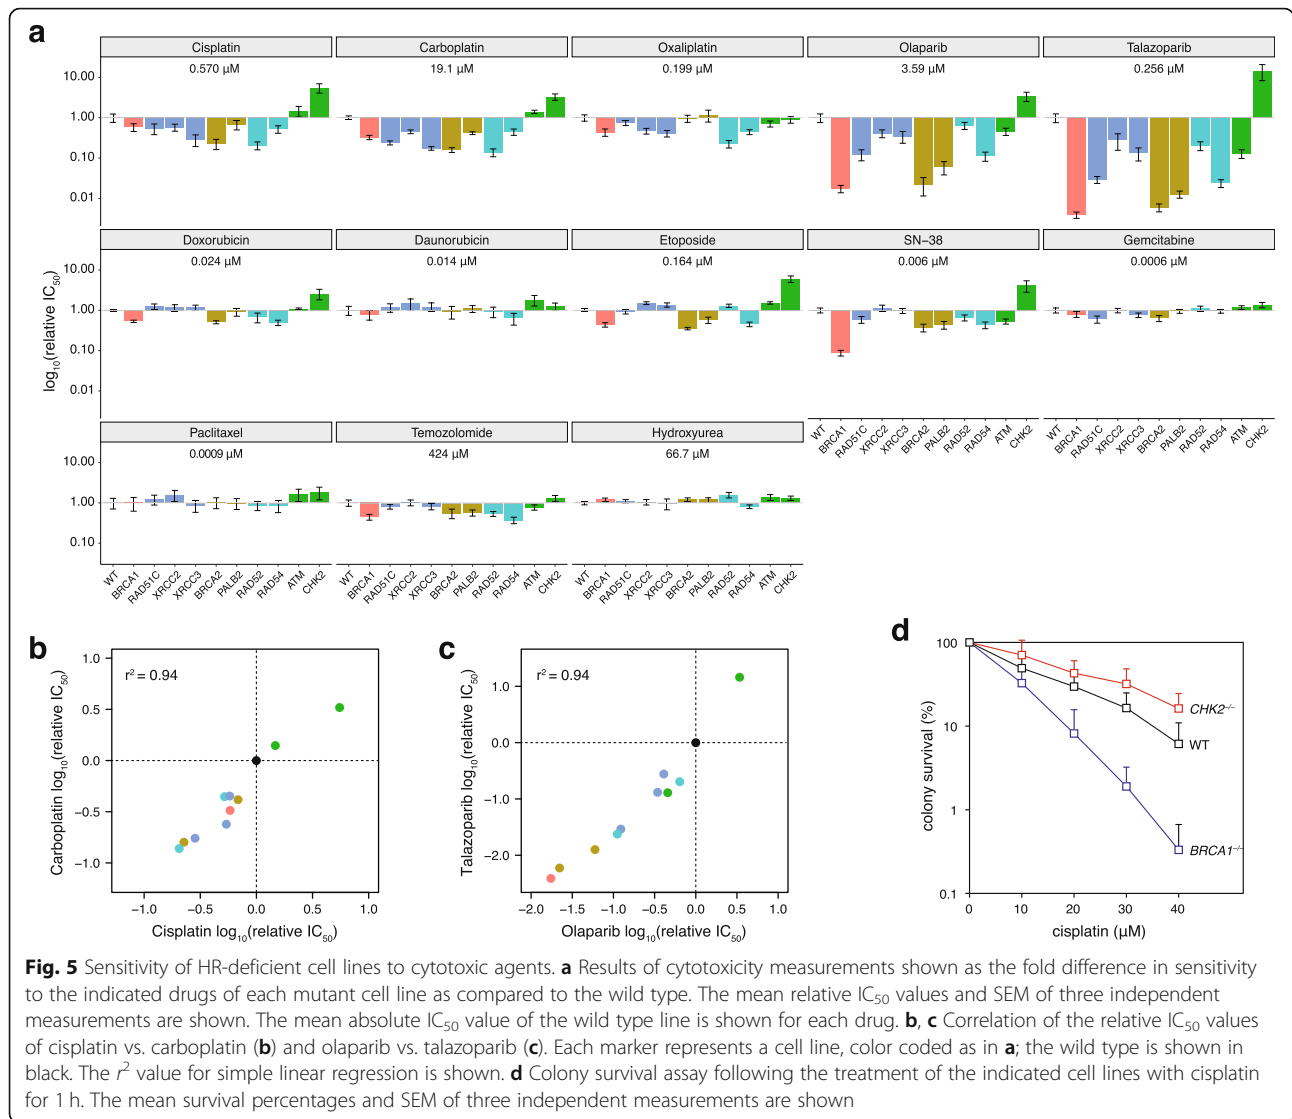 a
Cisplatin Carboplatin Oxaliplatin Olaparib Talazoparib
0.570 µM 19.1 µM 0.199 µM 3.59 µM 0.256 µM
10.00
1.00
0.10
0.01
Doxorubicin Daunorubicin Etoposide SN−38 Gemcitabine
0.024 µM 0.014 µM 0.164 µM 0.006 µM 0.0006 µM
log10(relative IC50)
10.00
1.00
0.10
0.01
WT BRCA1 RAD51C XRCC2 XRCC3 BRCA2 PALB2 RAD52 RAD54 ATM CHK2 WT BRCA1 RAD51C XRCC2 XRCC3 BRCA2 PALB2 RAD52 RAD54 ATM CHK2
Paclitaxel Temozolomide Hydroxyurea
0.0009 µM 424 µM 66.7 µM
10.00
1.00
0.10
WT BRCA1 RAD51C XRCC2 XRCC3 BRCA2 PALB2 RAD52 RAD54 ATM CHK2 WT BRCA1 RAD51C XRCC2 XRCC3 BRCA2 PALB2 RAD52 RAD54 ATM CHK2 WT BRCA1 RAD51C XRCC2 XRCC3 BRCA2 PALB2 RAD52 RAD54 ATM CHK2
b
r2 = 0.94
Carboplatin log10(relative IC50)
1.0
0.5
0.0
−0.5
−1.0
−1.0 −0.5 0.0 0.5 1.0
Cisplatin log10(relative IC50)
c
r2 = 0.94
Talazoparib log10(relative IC50)
1.0
0.0
−1.0
−2.0
−2.0 −1.5 −1.0 −0.5 0.0 0.5 1.0
Olaparib log10(relative IC50)
d
colony survival (%)
100
10
1
0.1
CHK2−/−
WT
BRCA1−/−
0 10 20 30 40
cisplatin (µM)
Fig. 5 Sensitivity of HR-deficient cell lines to cytotoxic agents. a Results of cytotoxicity measurements shown as the fold difference in sensitivity
to the indicated drugs of each mutant cell line as compared to the wild type. The mean relative IC50 values and SEM of three independent
measurements are shown. The mean absolute IC50 value of the wild type line is shown for each drug. b, c Correlation of the relative IC50 values
of cisplatin vs. carboplatin (b) and olaparib vs. talazoparib (c). Each marker represents a cell line, color coded as in a; the wild type is shown in
black. The r2 value for simple linear regression is shown. d Colony survival assay following the treatment of the indicated cell lines with cisplatin
for 1 h. The mean survival percentages and SEM of three independent measurements are shown